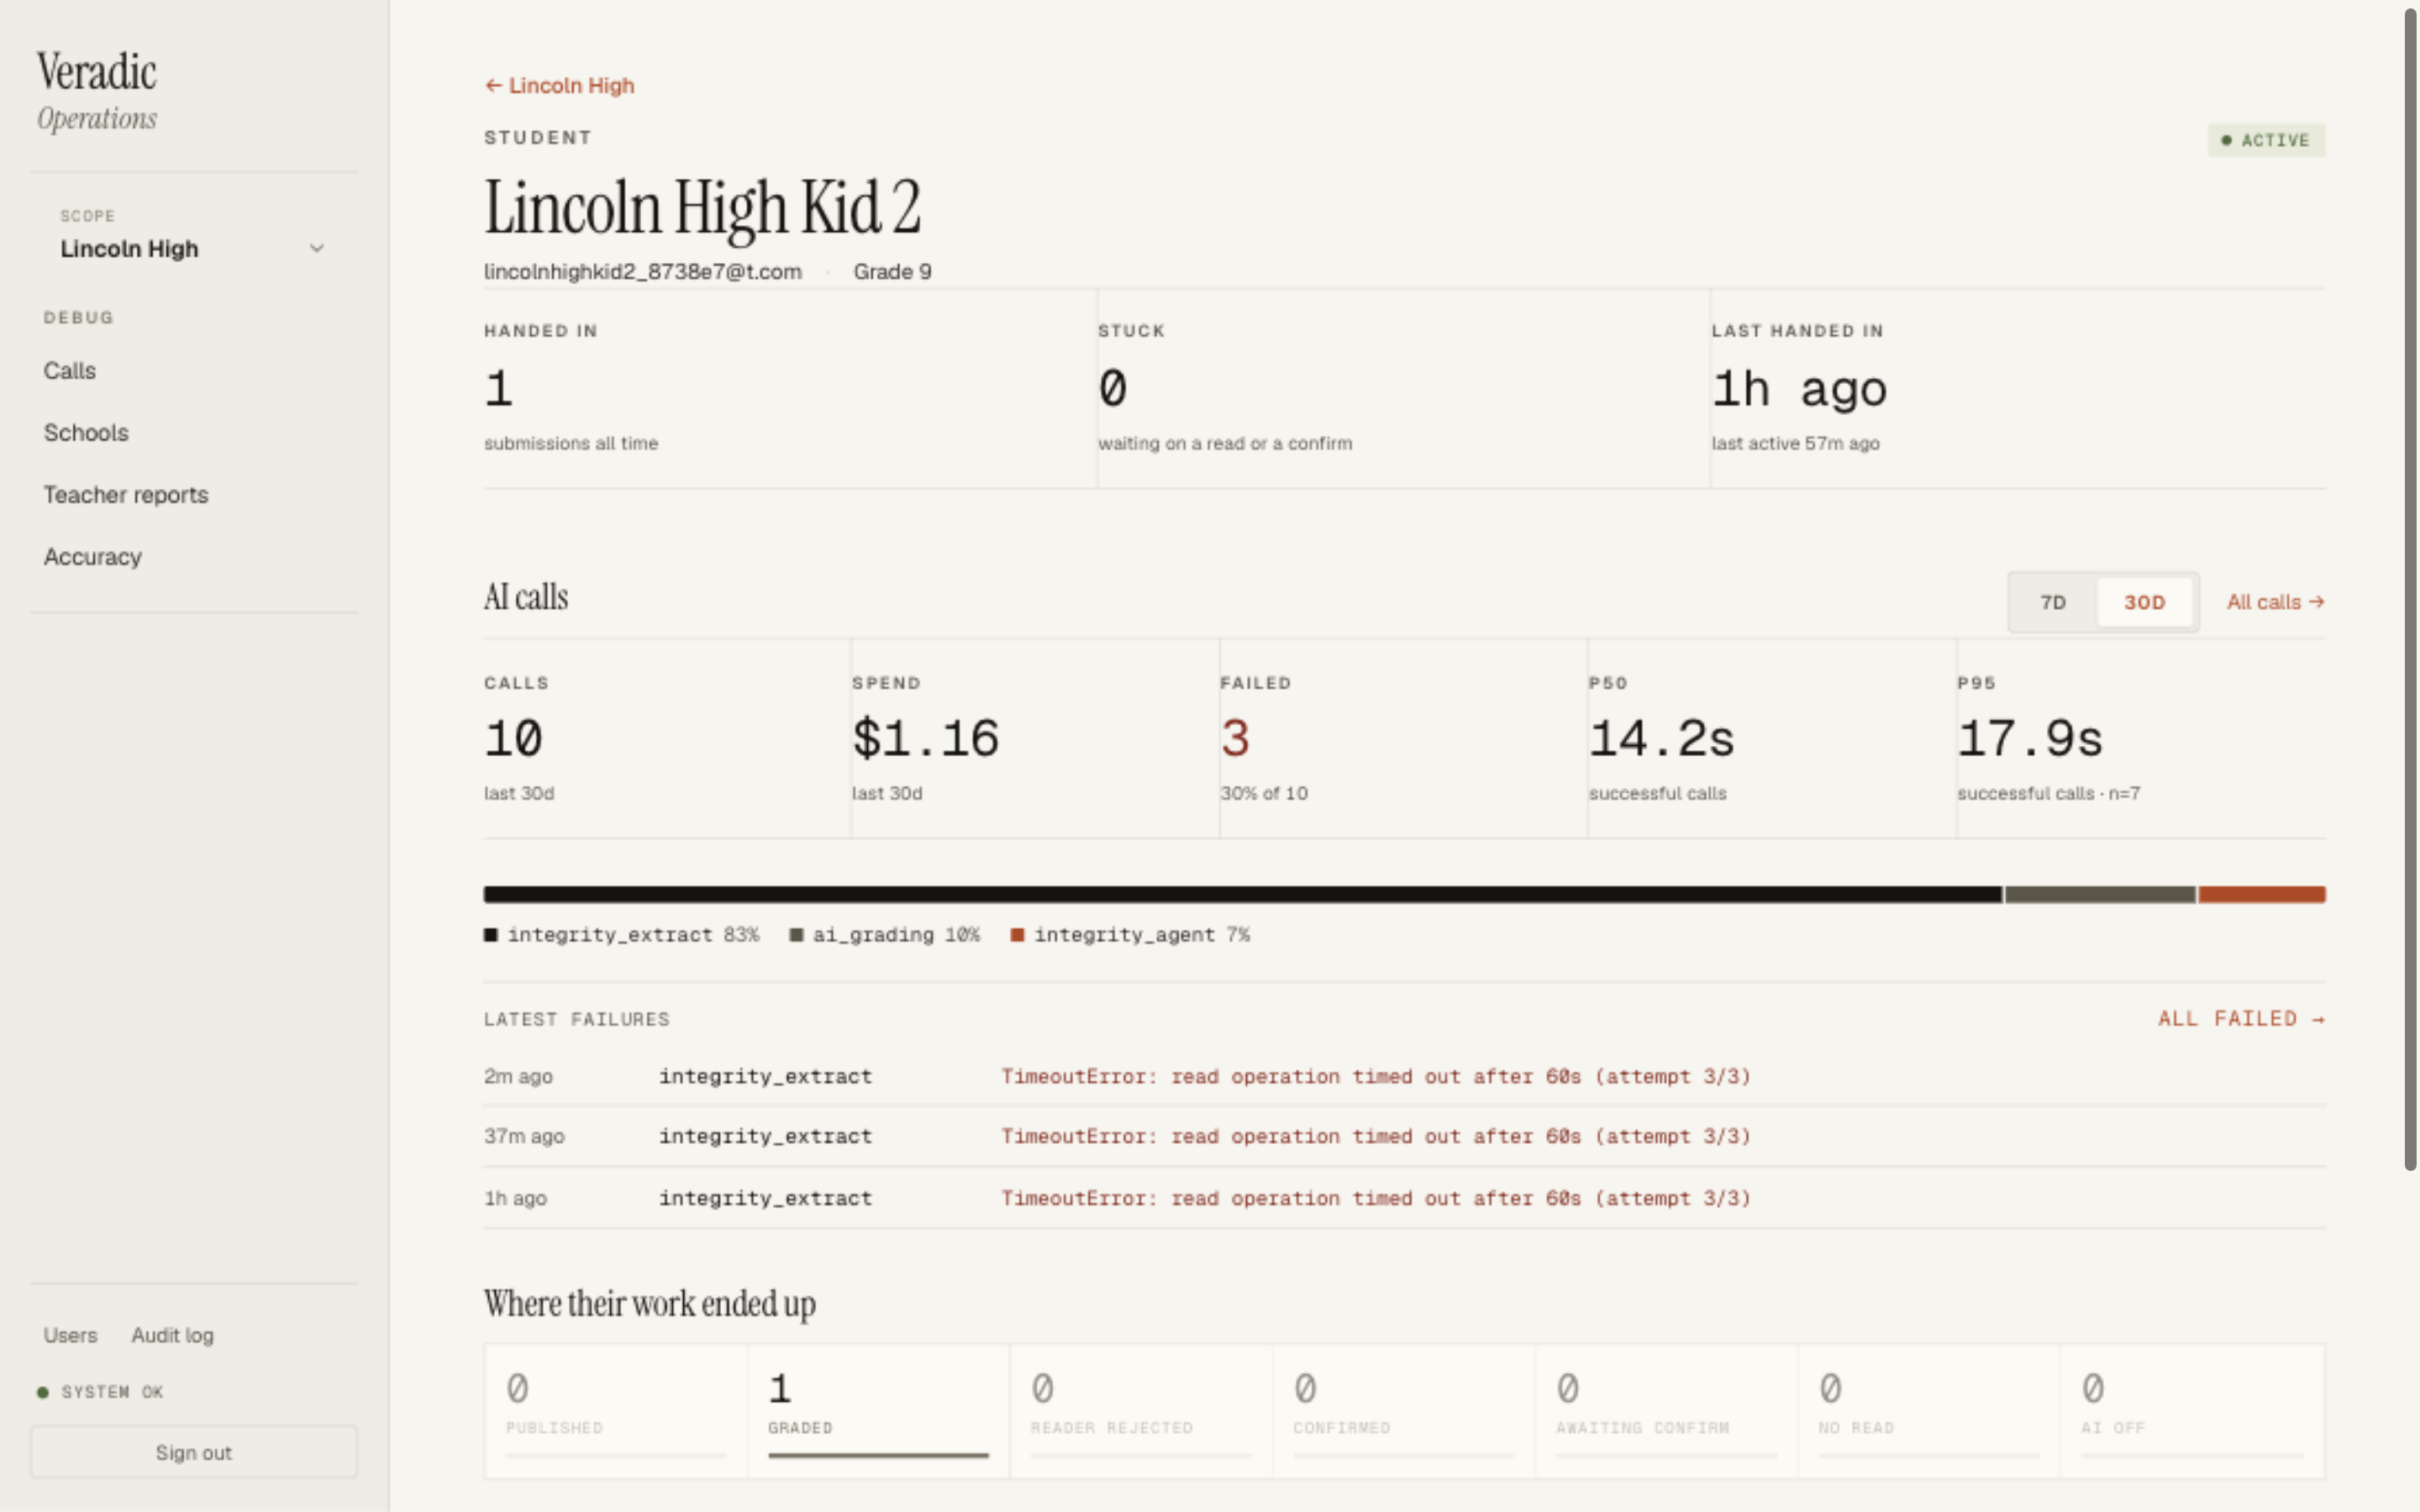 Veradic
Operations
SCOPE
Lincoln High
DEBUG
Calls
Schools
Teacher reports
Accuracy
Users Audit log
SYSTEM OK
Sign out
← Lincoln High
STUDENT
ACTIVE
Lincoln High Kid 2
lincolnhighkid2_8738e7@t.com · Grade 9
HANDED IN
1
submissions all time
STUCK
0
waiting on a read or a confirm
LAST HANDED IN
1h ago
last active 57m ago
AI calls
7D 30D All calls →
CALLS
10
last 30d
SPEND
$1.16
last 30d
FAILED
3
30% of 10
P50
14.2s
successful calls
P95
17.9s
successful calls · n=7
integrity_extract 83% ai_grading 10% integrity_agent 7%
LATEST FAILURES ALL FAILED →
2m ago integrity_extract TimeoutError: read operation timed out after 60s (attempt 3/3)
37m ago integrity_extract TimeoutError: read operation timed out after 60s (attempt 3/3)
1h ago integrity_extract TimeoutError: read operation timed out after 60s (attempt 3/3)
Where their work ended up
0
PUBLISHED
1
GRADED
0
READER REJECTED
0
CONFIRMED
0
AWAITING CONFIRM
0
NO READ
0
AI OFF